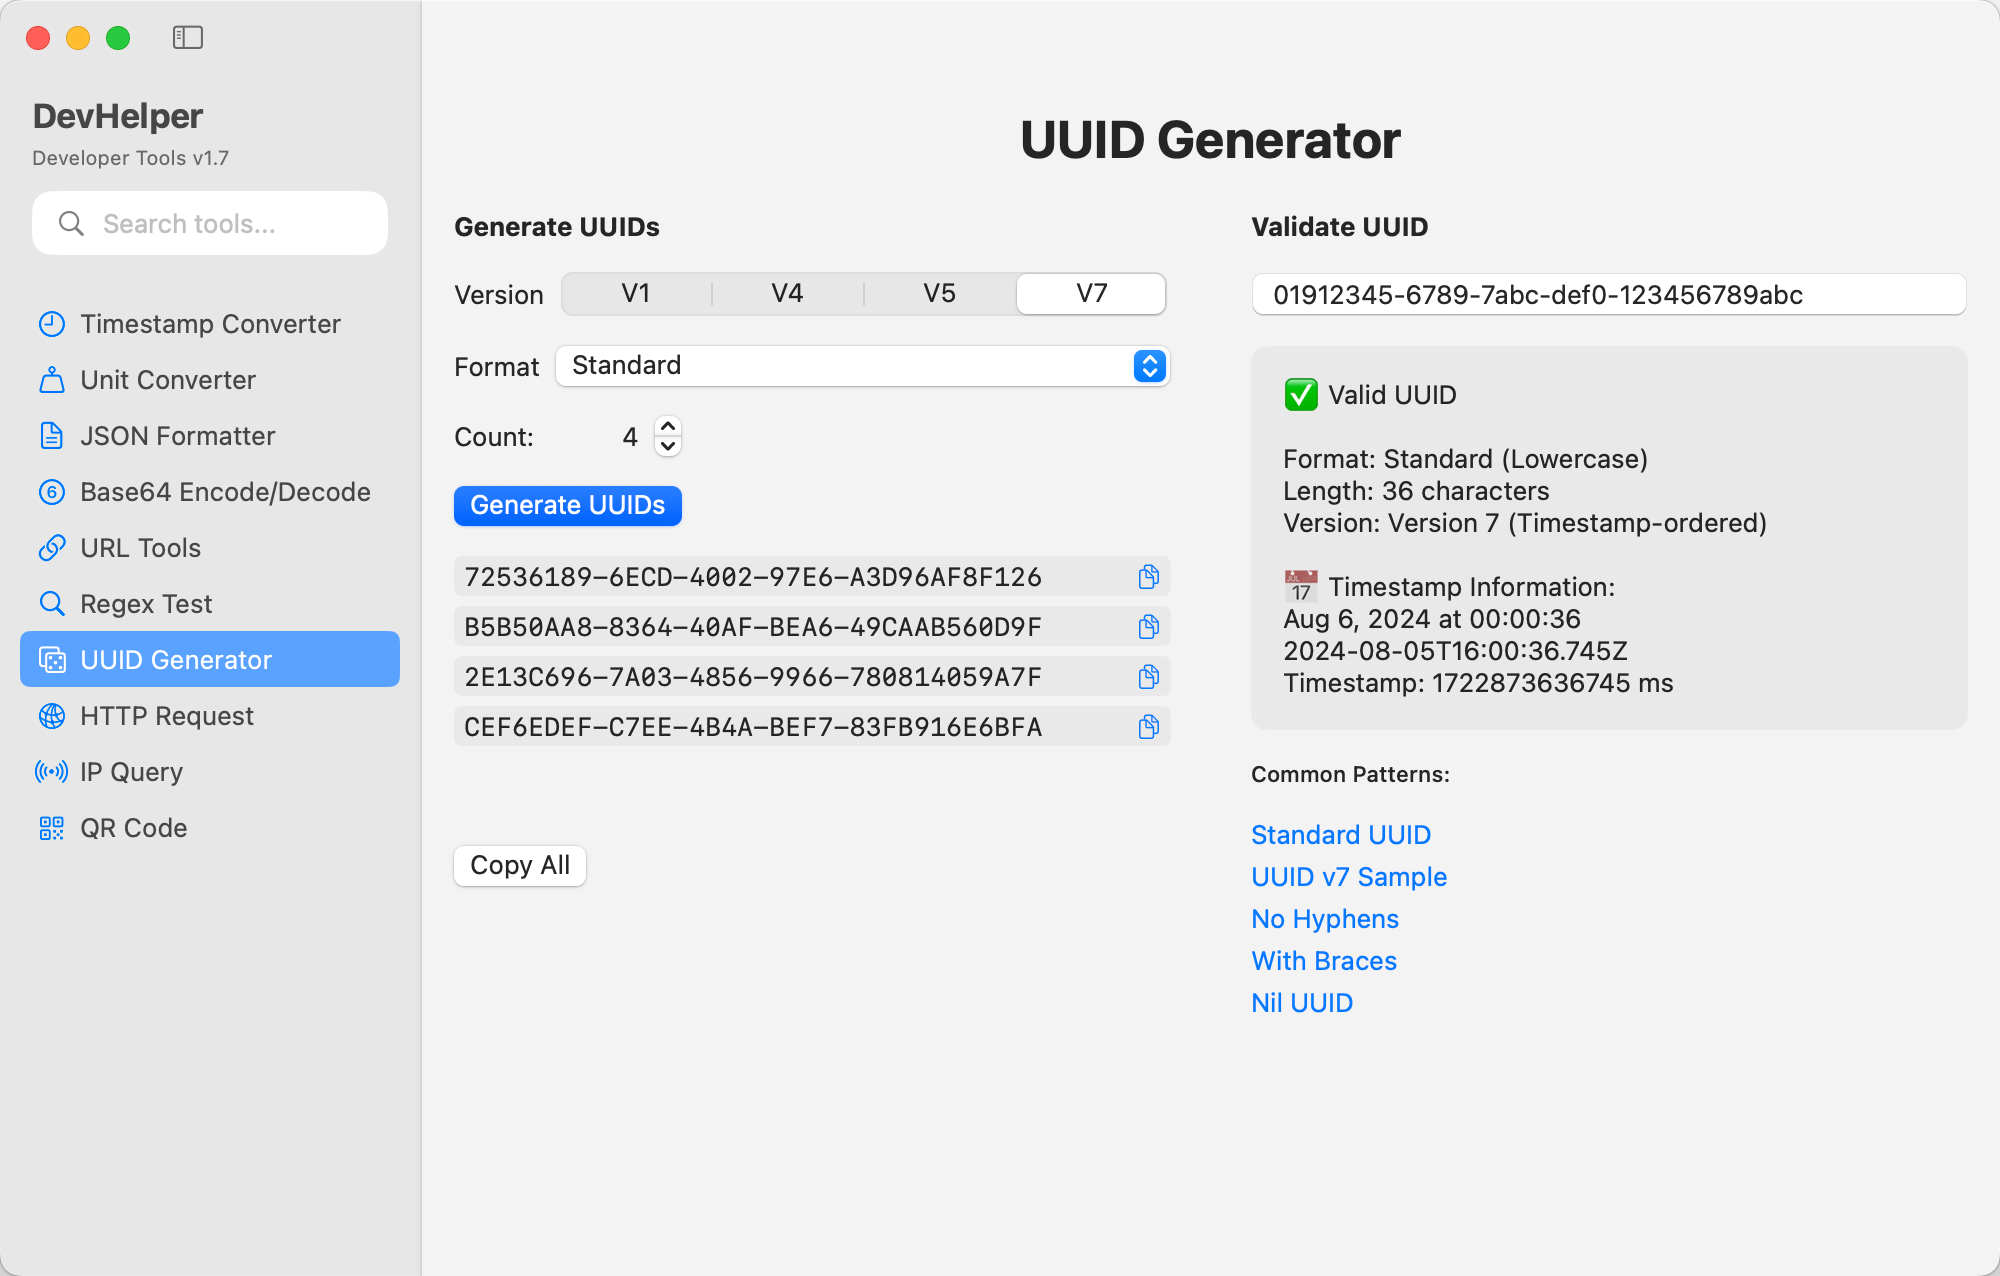 DevHelper
Developer Tools v1.7
Search tools...
Timestamp Converter
Unit Converter
JSON Formatter
6 Base64 Encode/Decode
URL Tools
Regex Test
UUID Generator
HTTP Request
IP Query
QR Code
UUID Generator
Generate UUIDs
Version V1 V4 V5 V7
Format Standard
Count: 4
Generate UUIDs
72536189-6ECD-4002-97E6-A3D96AF8F126
B5B50AA8-8364-40AF-BEA6-49CAAB560D9F
2E13C696-7A03-4856-9966-780814059A7F
CEF6EDEF-C7EE-4B4A-BEF7-83FB916E6BFA
Copy All
Validate UUID
01912345-6789-7abc-def0-123456789abc
✅ Valid UUID
Format: Standard (Lowercase)
Length: 36 characters
Version: Version 7 (Timestamp-ordered)
📅 Timestamp Information:
Aug 6, 2024 at 00:00:36
2024-08-05T16:00:36.745Z
Timestamp: 1722873636745 ms
Common Patterns:
Standard UUID
UUID v7 Sample
No Hyphens
With Braces
Nil UUID